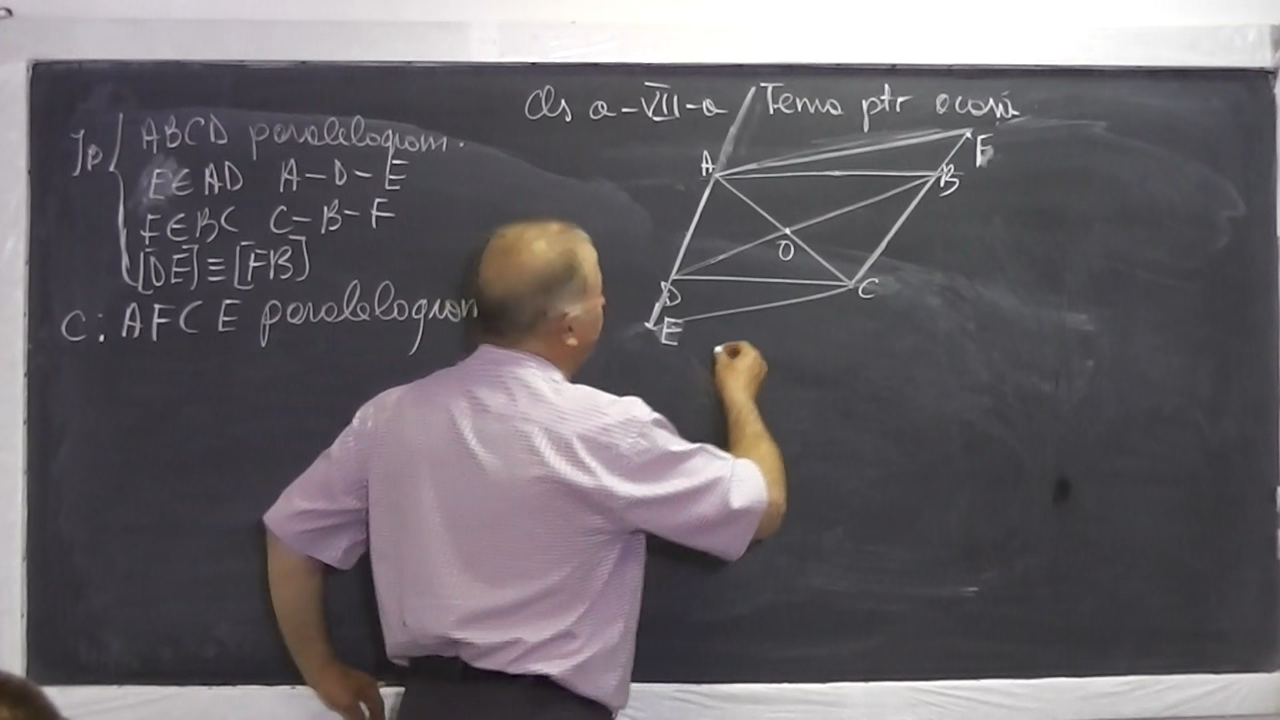 Cls a-VII-a Tema ptr acasă
Ip ABCD paralelogram.
E∈AD A-D-E
F∈BC C-B-F
[DE]≡[FB]
C: AFCE paralelogram
A
F
B
O
D
C
E